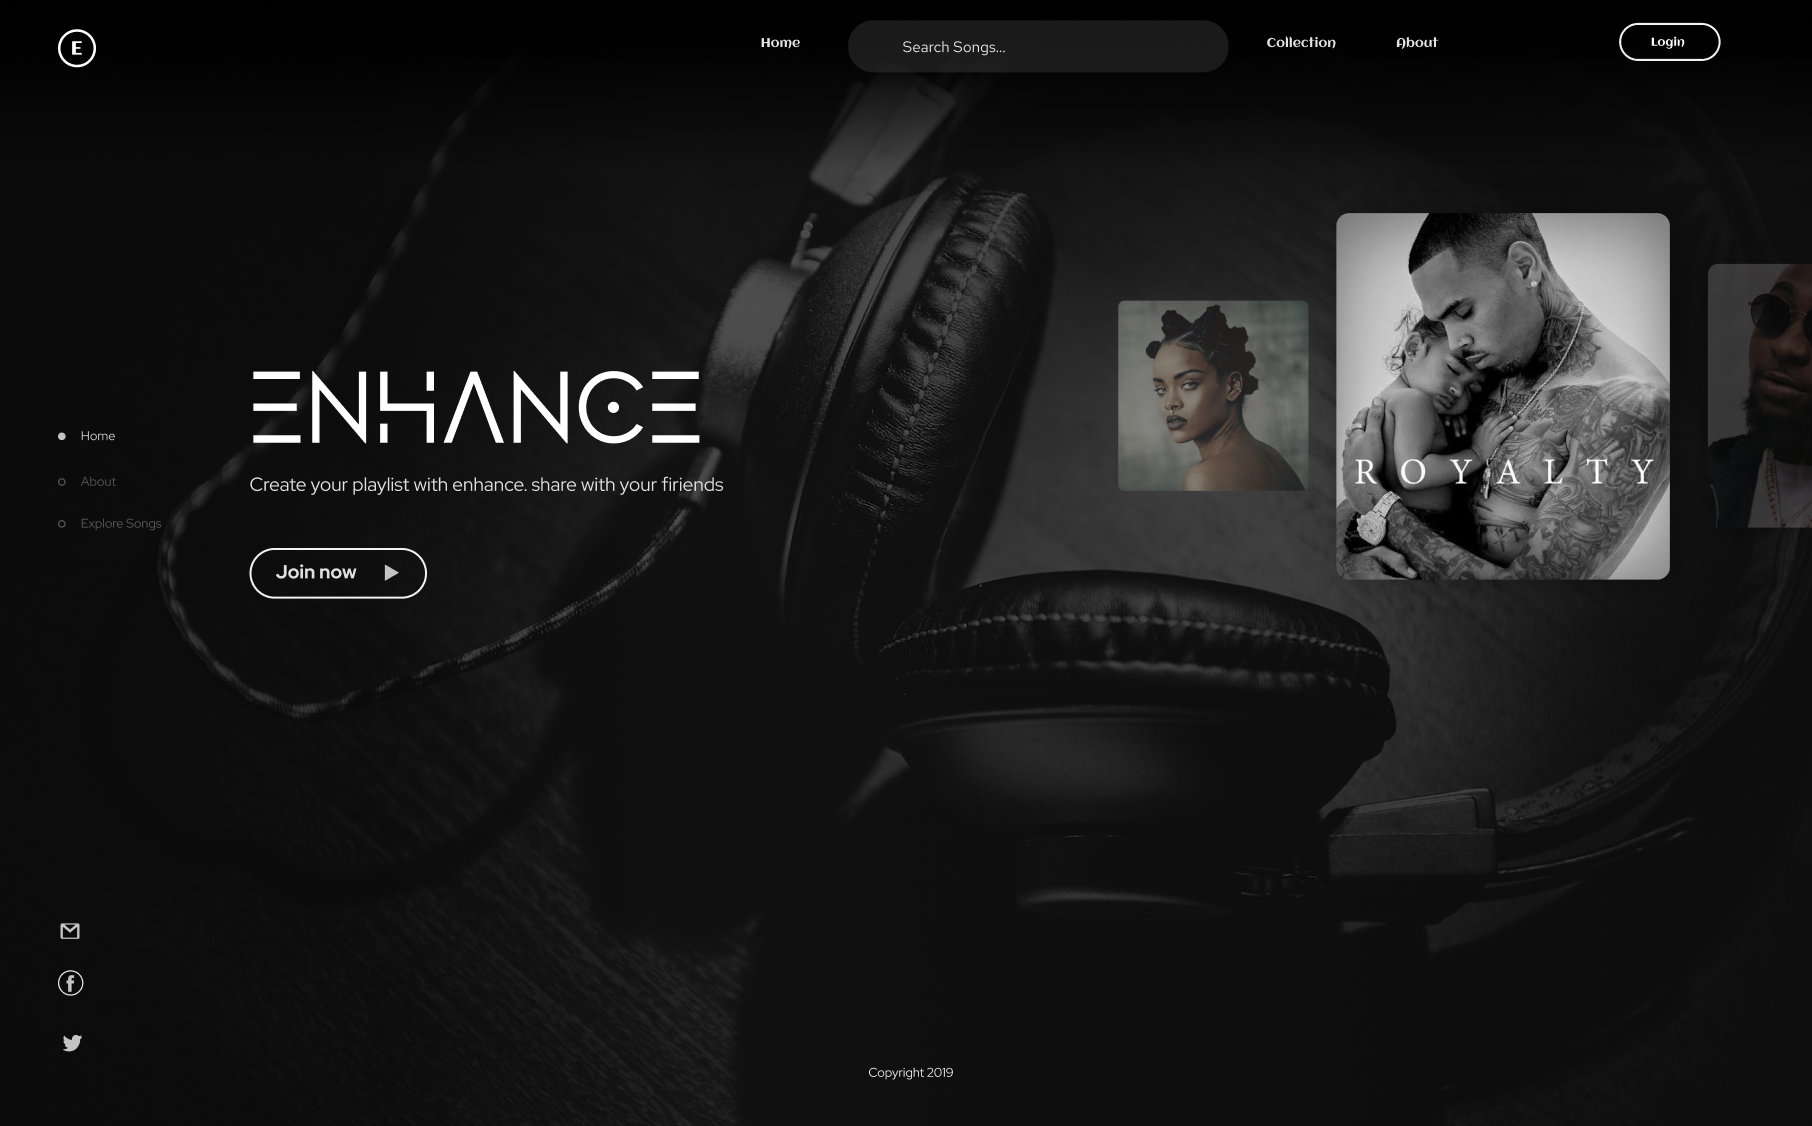 E
Home
Search Songs...
Collection
About
Login
ENHANCE
Create your playlist with enhance. share with your firiends
Join now
Home
About
Explore Songs
ROYALTY
Copyright 2019